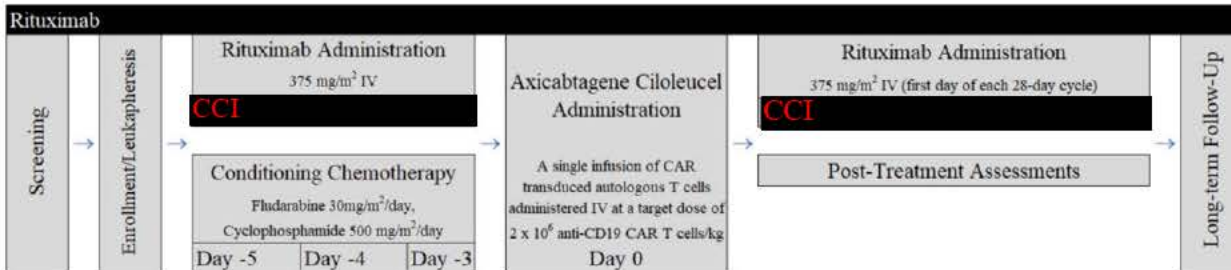 Rituximab
Screening
Enrollment/Leukapheresis
Rituximab Administration
375 mg/m² IV
CCI
Conditioning Chemotherapy
Fludarabine 30mg/m²/day,
Cyclophosphamide 500 mg/m²/day
Day -5 Day -4 Day -3
Axicabtagene Ciloleucel
Administration
A single infusion of CAR
transduced autologous T cells
administered IV at a target dose of
2 x 10⁶ anti-CD19 CAR T cells/kg
Day 0
Rituximab Administration
375 mg/m² IV (first day of each 28-day cycle)
CCI
Post-Treatment Assessments
Long-term Follow-Up